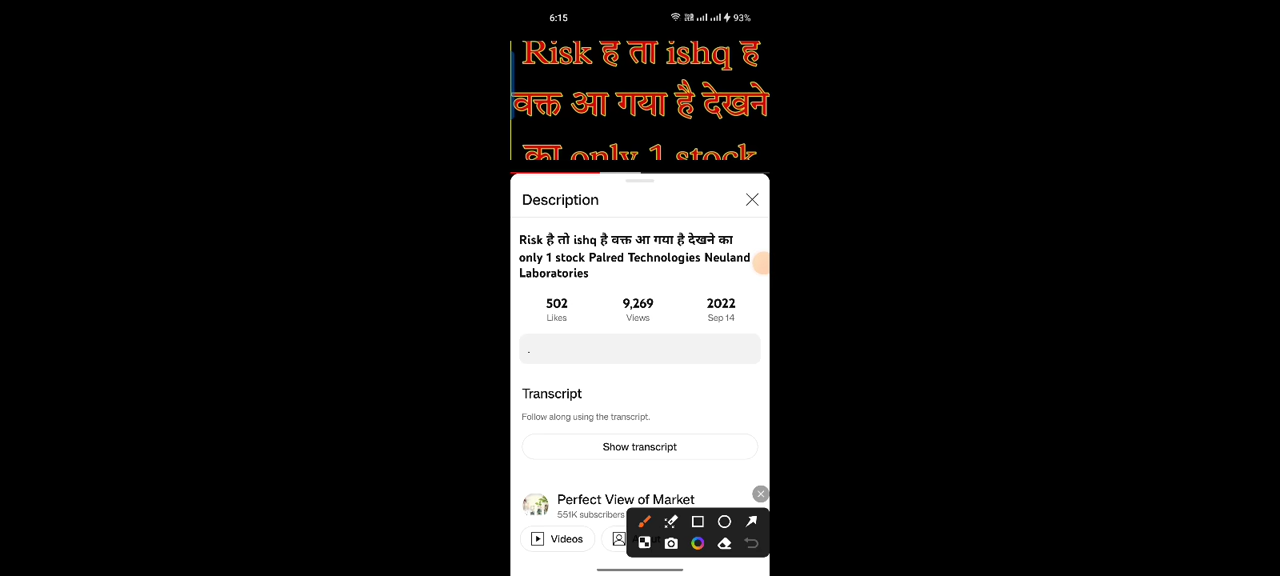 6:15
93%
Risk है तो ishq है
वक्त आ गया है देखने
का only 1 stock
Description
Risk है तो ishq है वक्त आ गया है देखने का
only 1 stock Palred Technologies Neuland
Laboratories
502 9,269 2022
Likes Views Sep 14
.
Transcript
Follow along using the transcript.
Show transcript
Perfect View of Market
551K subscribers
Videos